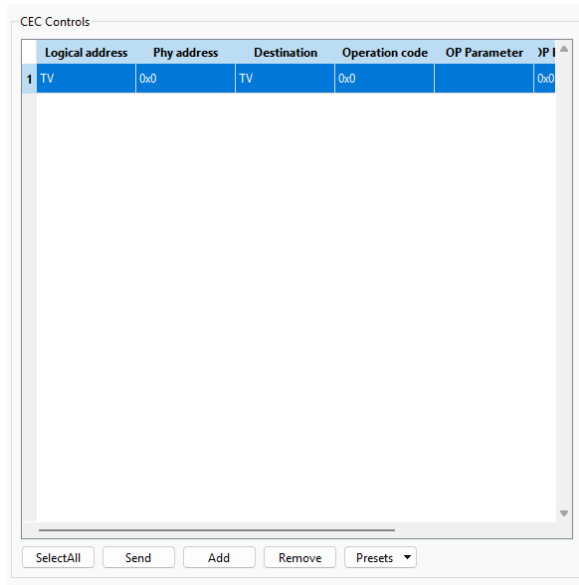 CEC Controls
Logical address Phy address Destination Operation code OP Parameter
1 TV 0x0 TV 0x0 0x0
SelectAll Send Add Remove Presets